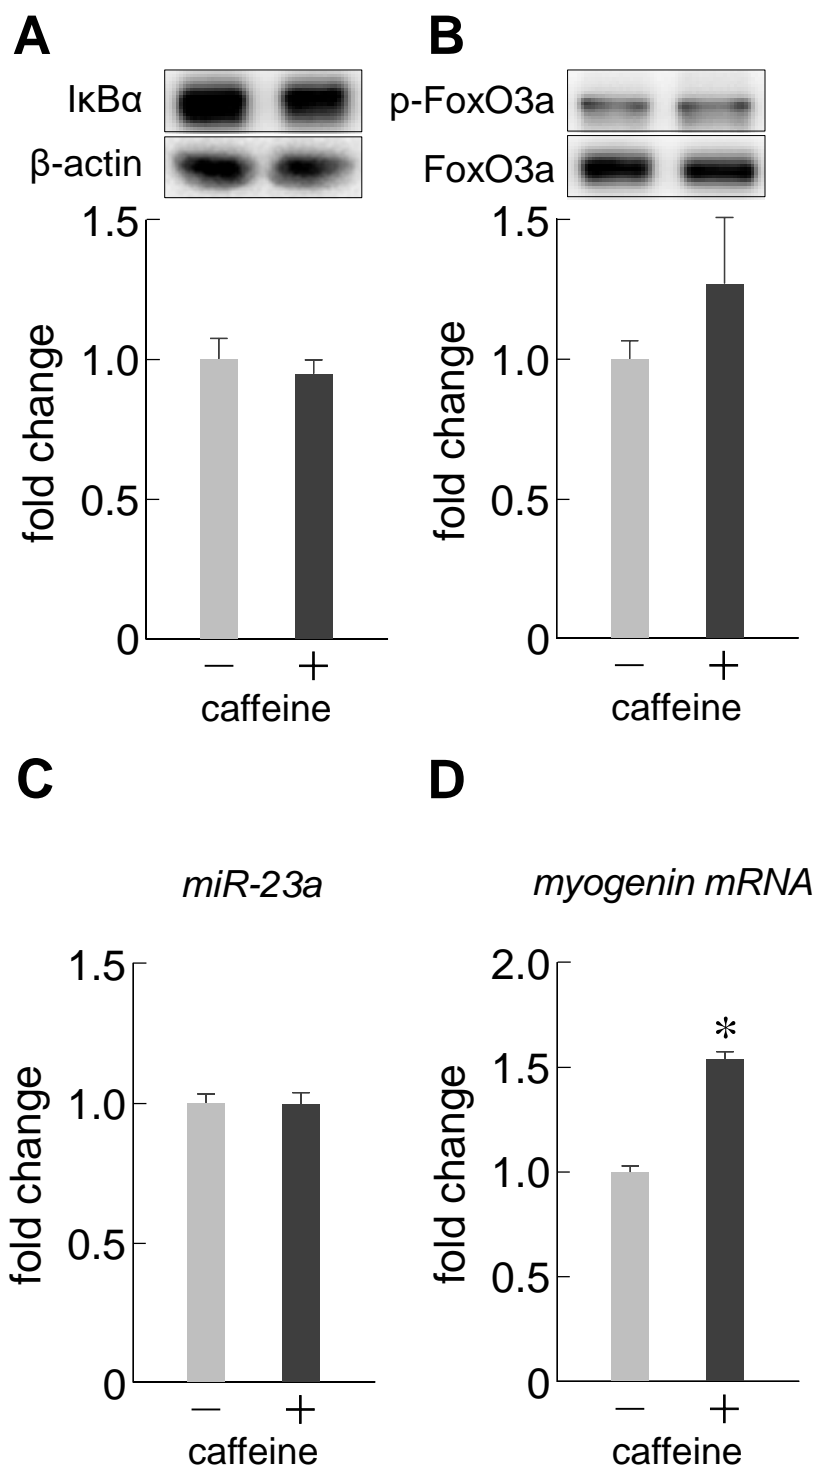 A
IκBα
β-actin
1.5
1.0
0.5
0
fold change
− +
caffeine
B
p-FoxO3a
FoxO3a
1.5
1.0
0.5
0
fold change
− +
caffeine
C
miR-23a
1.5
1.0
0.5
0
fold change
− +
caffeine
D
myogenin mRNA
2.0
1.5
1.0
0.5
0
fold change
*
− +
caffeine